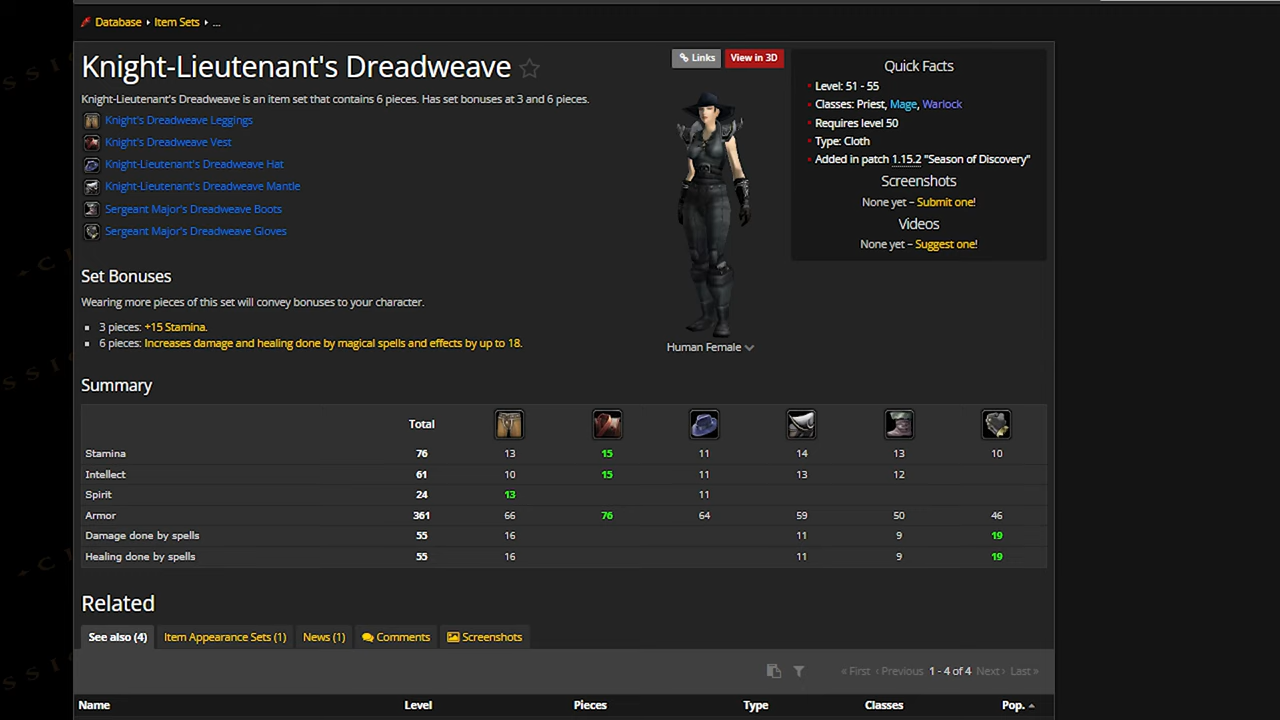 Database › Item Sets › ...
Knight-Lieutenant's Dreadweave
Links
View in 3D
Knight-Lieutenant's Dreadweave is an item set that contains 6 pieces. Has set bonuses at 3 and 6 pieces.
Knight's Dreadweave Leggings
Knight's Dreadweave Vest
Knight-Lieutenant's Dreadweave Hat
Knight-Lieutenant's Dreadweave Mantle
Sergeant Major's Dreadweave Boots
Sergeant Major's Dreadweave Gloves
Set Bonuses
Wearing more pieces of this set will convey bonuses to your character.
3 pieces: +15 Stamina.
6 pieces: Increases damage and healing done by magical spells and effects by up to 18.
Human Female
Quick Facts
Level: 51 - 55
Classes: Priest, Mage, Warlock
Requires level 50
Type: Cloth
Added in patch 1.15.2 "Season of Discovery"
Screenshots
None yet – Submit one!
Videos
None yet – Suggest one!
Summary
Total
Stamina 76 13 15 11 14 13 10
Intellect 61 10 15 11 13 12
Spirit 24 13 11
Armor 361 66 76 64 59 50 46
Damage done by spells 55 16 11 9 19
Healing done by spells 55 16 11 9 19
Related
See also (4) Item Appearance Sets (1) News (1) Comments Screenshots
« First ‹ Previous 1 - 4 of 4 Next › Last »
Name Level Pieces Type Classes Pop.